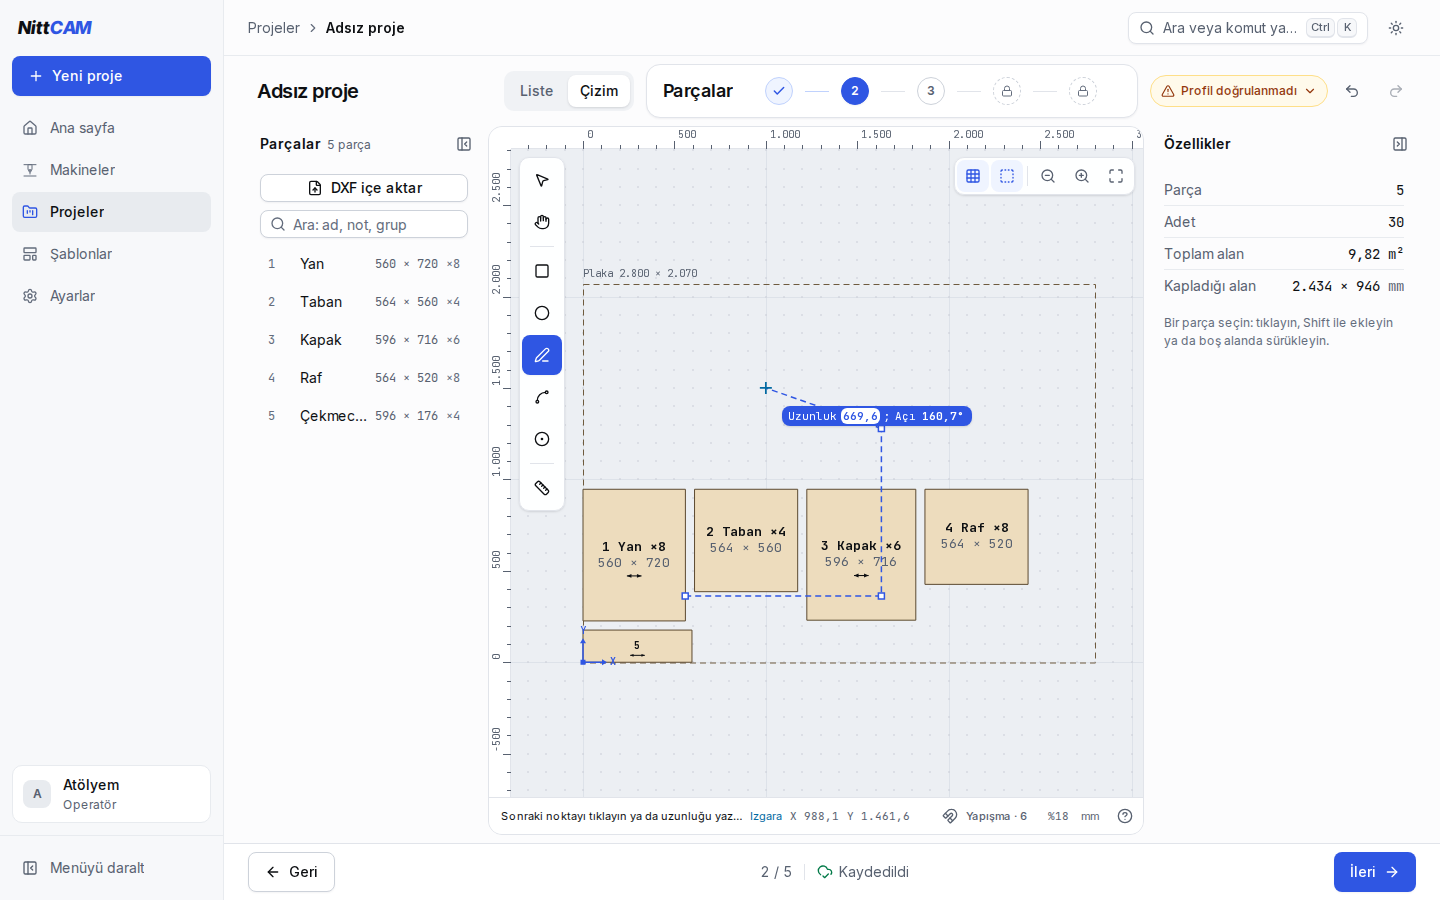 NittCAM
Yeni proje
Ana sayfa
Makineler
Projeler
Şablonlar
Ayarlar
A
Atölyem
Operatör
Menüyü daralt
Projeler
Adsız proje
Ara veya komut ya...
Ctrl
K
Adsız proje
Liste
Çizim
Parçalar
2
3
Profil doğrulanmadı
Parçalar
5 parça
DXF içe aktar
Ara: ad, not, grup
1 Yan 560 × 720 ×8
2 Taban 564 × 560 ×4
3 Kapak 596 × 716 ×6
4 Raf 564 × 520 ×8
5 Çekmec... 596 × 176 ×4
0
500
1.000
1.500
2.000
2.500
3
2.500
2.000
1.500
1.000
500
0
-500
Plaka 2.800 × 2.070
Uzunluk 669,6 ; Açı 160,7°
1 Yan ×8
560 × 720
2 Taban ×4
564 × 560
3 Kapak ×6
596 × 716
4 Raf ×8
564 × 520
5
Y
X
Sonraki noktayı tıklayın ya da uzunluğu yaz...
Izgara
X 988,1 Y 1.461,6
Yapışma · 6
%18
mm
Özellikler
Parça 5
Adet 30
Toplam alan 9,82 m²
Kapladığı alan 2.434 × 946 mm
Bir parça seçin: tıklayın, Shift ile ekleyin
ya da boş alanda sürükleyin.
Geri
2 / 5
Kaydedildi
İleri